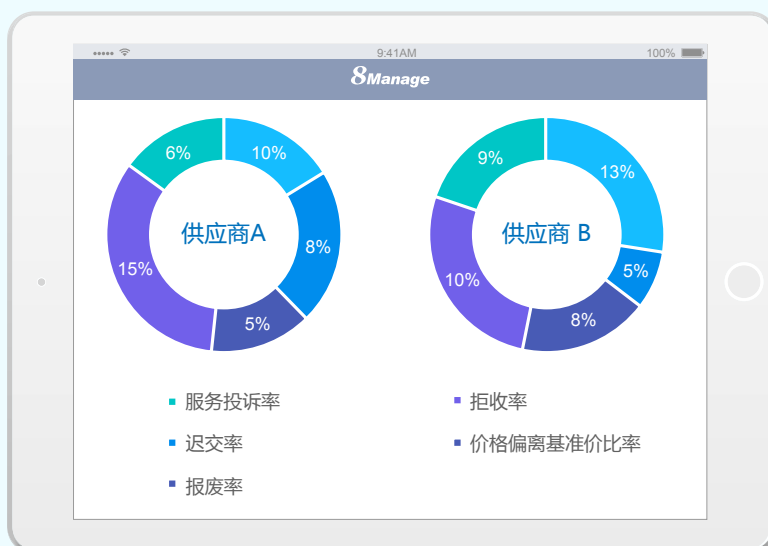 9:41AM
100%
8Manage
6%
10%
15%
8%
5%
供应商A
9%
13%
10%
5%
8%
供应商 B
服务投诉率
拒收率
迟交率
价格偏离基准价比率
报废率